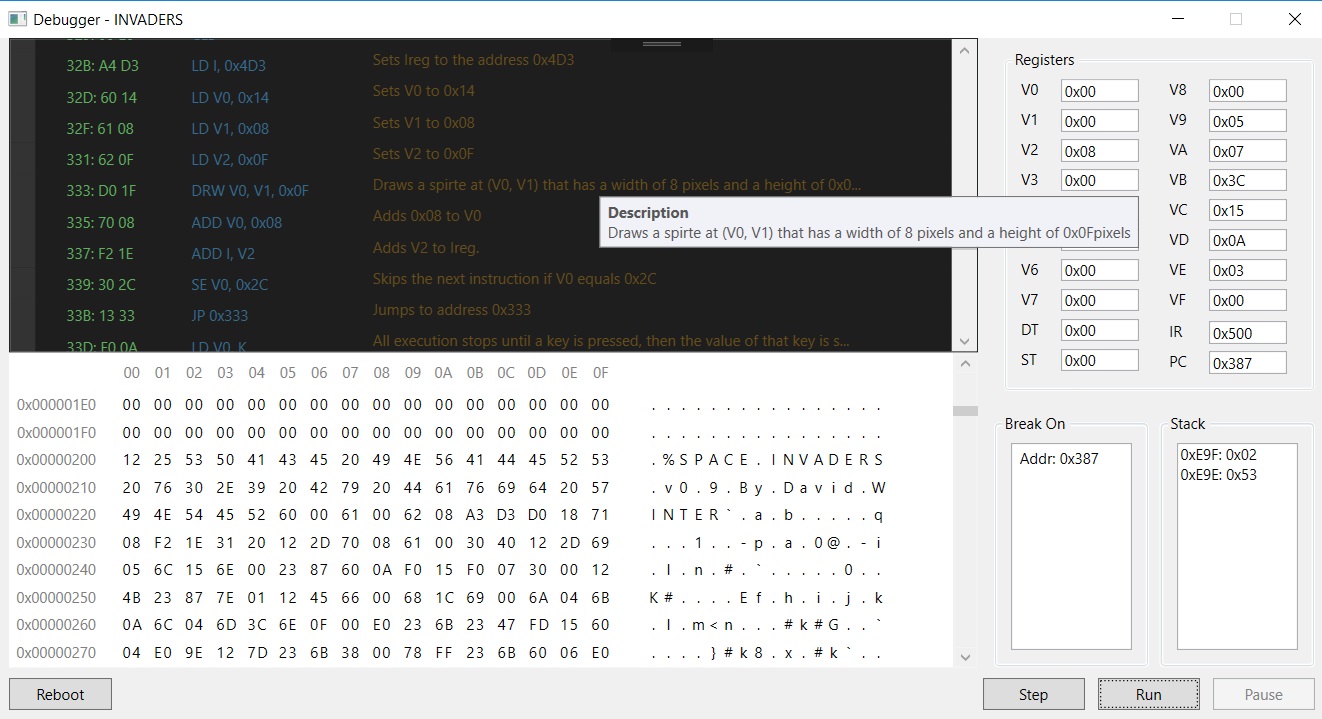 Debugger - INVADERS
32B: A4 D3 LD I, 0x4D3 Sets Ireg to the address 0x4D3
32D: 60 14 LD V0, 0x14 Sets V0 to 0x14
32F: 61 08 LD V1, 0x08 Sets V1 to 0x08
331: 62 0F LD V2, 0x0F Sets V2 to 0x0F
333: D0 1F DRW V0, V1, 0x0F Draws a spirte at (V0, V1) that has a width of 8 pixels and a height of 0x0...
335: 70 08 ADD V0, 0x08 Adds 0x08 to V0
337: F2 1E ADD I, V2 Adds V2 to Ireg.
339: 30 2C SE V0, 0x2C Skips the next instruction if V0 equals 0x2C
33B: 13 33 JP 0x333 Jumps to address 0x333
33D: F0 0A LD V0, K All execution stops until a key is pressed, then the value of that key is s...
Description
Draws a spirte at (V0, V1) that has a width of 8 pixels and a height of 0x0Fpixels
00 01 02 03 04 05 06 07 08 09 0A 0B 0C 0D 0E 0F
0x000001E0 00 00 00 00 00 00 00 00 00 00 00 00 00 00 00 00 . . . . . . . . . . . . . . . .
0x000001F0 00 00 00 00 00 00 00 00 00 00 00 00 00 00 00 00 . . . . . . . . . . . . . . . .
0x00000200 12 25 53 50 41 43 45 20 49 4E 56 41 44 45 52 53 . % S P A C E . I N V A D E R S
0x00000210 20 76 30 2E 39 20 42 79 20 44 61 76 69 64 20 57 . v 0 . 9 . B y . D a v i d . W
0x00000220 49 4E 54 45 52 60 00 61 00 62 08 A3 D3 D0 18 71 I N T E R ` . a . b . . . . . q
0x00000230 08 F2 1E 31 20 12 2D 70 08 61 00 30 40 12 2D 69 . . . 1 . . - p . a . 0 @ . - i
0x00000240 05 6C 15 6E 00 23 87 60 0A F0 15 F0 07 30 00 12 . l . n . # . ` . . . . . 0 . .
0x00000250 4B 23 87 7E 01 12 45 66 00 68 1C 69 00 6A 04 6B K # . . . . E f . h . i . j . k
0x00000260 0A 6C 04 6D 3C 6E 0F 00 E0 23 6B 23 47 FD 15 60 . l . m < n . . . # k # G . . `
0x00000270 04 E0 9E 12 7D 23 6B 38 00 78 FF 23 6B 60 06 E0 . . . . } # k 8 . x . # k ` . .
Reboot
Registers
V0 0x00 V8 0x00
V1 0x00 V9 0x05
V2 0x08 VA 0x07
V3 0x00 VB 0x3C
VC 0x15
VD 0x0A
V6 0x00 VE 0x03
V7 0x00 VF 0x00
DT 0x00 IR 0x500
ST 0x00 PC 0x387
Break On
Addr: 0x387
Stack
0xE9F: 0x02
0xE9E: 0x53
Step Run Pause